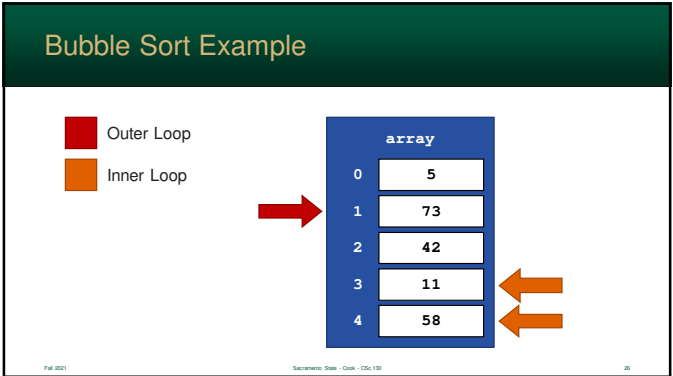 Bubble Sort Example
Outer Loop
Inner Loop
array
0 5
1 73
2 42
3 11
4 58
Fall 2021 Sacramento State - Cook - CSc 130 26